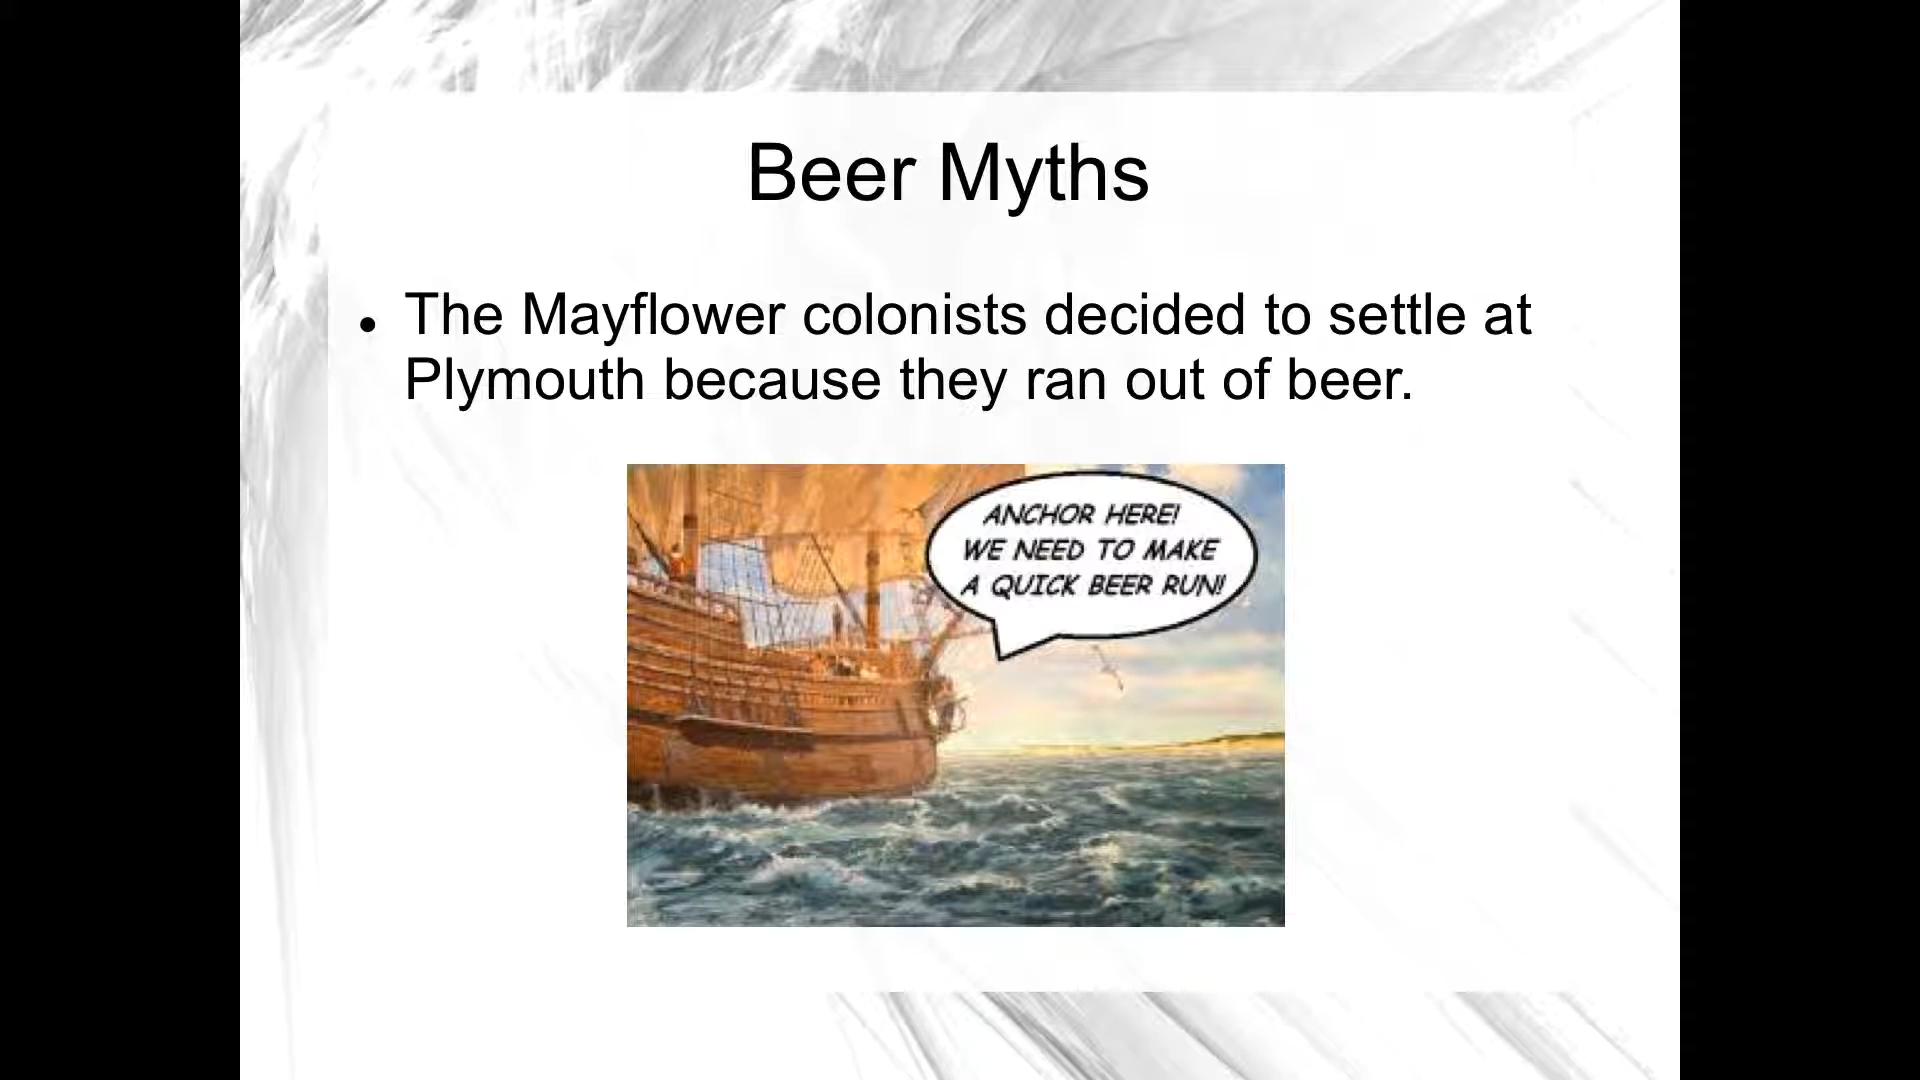 Beer Myths
• The Mayflower colonists decided to settle at
Plymouth because they ran out of beer.
ANCHOR HERE!
WE NEED TO MAKE
A QUICK BEER RUN!